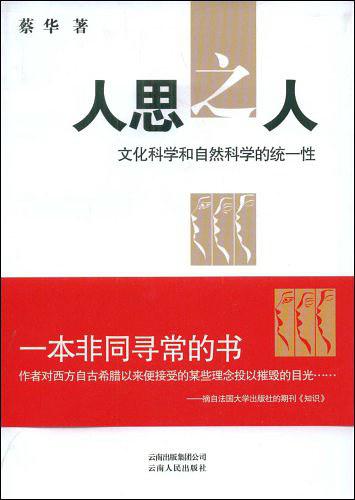 蔡华 著
人思之人
文化科学和自然科学的统一性
一本非同寻常的书
作者对西方自古希腊以来便接受的某些理念投以摧毁的目光……
——摘自法国大学出版社的期刊《知识》
云南出版集团公司
云南人民出版社